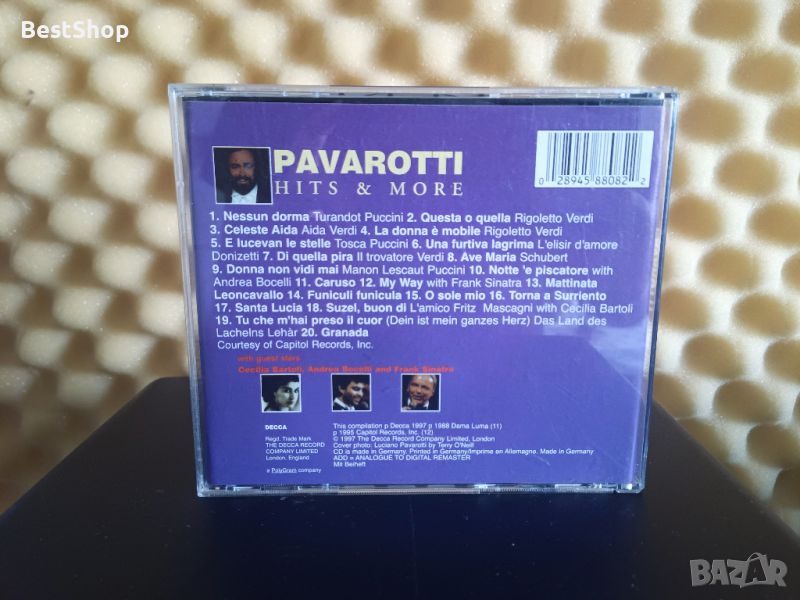 BestShop
PAVAROTTI
HITS & MORE
0 28945 88082 2
1. Nessun dorma Turandot Puccini 2. Questa o quella Rigoletto Verdi
3. Celeste Aida Aida Verdi 4. La donna è mobile Rigoletto Verdi
5. E lucevan le stelle Tosca Puccini 6. Una furtiva lagrima L'elisir d'amore
Donizetti 7. Di quella pira Il trovatore Verdi 8. Ave Maria Schubert
9. Donna non vidi mai Manon Lescaut Puccini 10. Notte 'e piscatore with
Andrea Bocelli 11. Caruso 12. My Way with Frank Sinatra 13. Mattinata
Leoncavallo 14. Funiculì funicula 15. O sole mio 16. Torna a Surriento
17. Santa Lucia 18. Suzel, buon dì L'amico Fritz Mascagni with Cecilia Bartoli
19. Tu che m'hai preso il cuor (Dein ist mein ganzes Herz) Das Land des
Lachelns Lehàr 20. Granada
Courtesy of Capitol Records, Inc.
with guest stars
Cecilia Bartoli, Andrea Bocelli and Frank Sinatra
DECCA
Regd. Trade Mark
THE DECCA RECORD
COMPANY LIMITED
London, England
a PolyGram company
This compilation p Decca 1997 p 1988 Dama Luma (11)
p 1995 Capitol Records, Inc. (12)
© 1997 The Decca Record Company Limited, London
Cover photo: Luciano Pavarotti by Terry O'Neill
CD is made in Germany. Printed in Germany/Imprime en Allemagne. Made in Germany
ADD = ANALOGUE TO DIGITAL REMASTER
Mit Beiheft
BAZAR